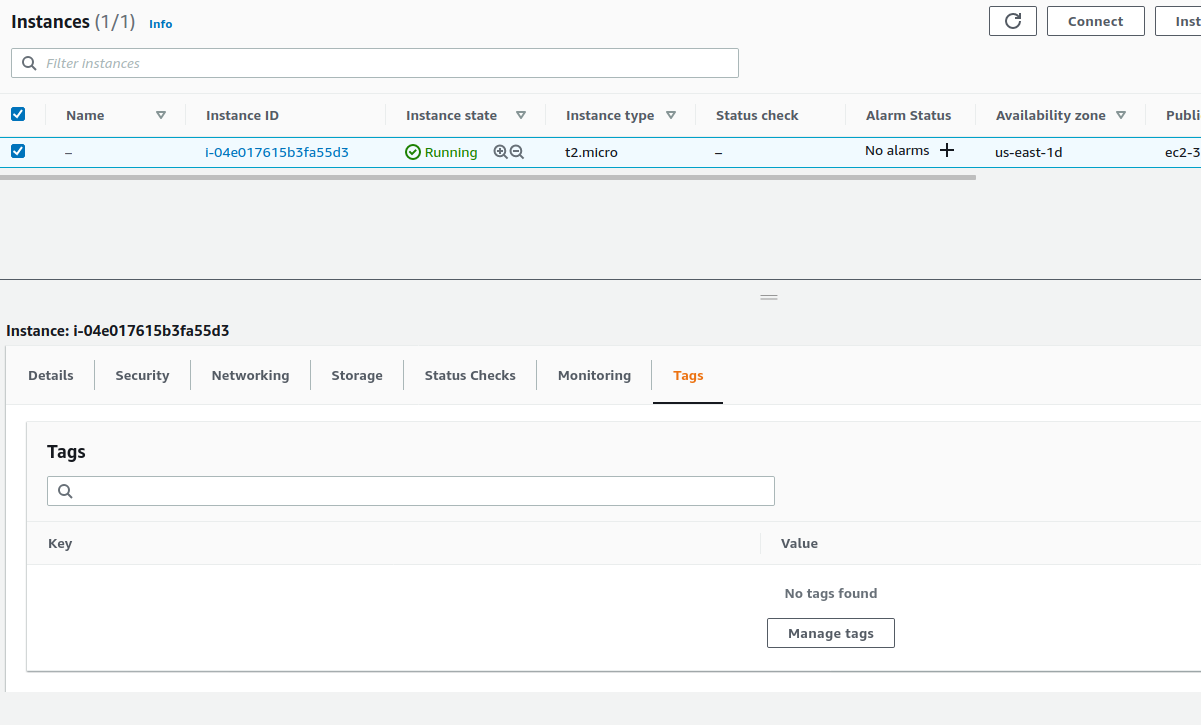 Instances (1/1) Info
Connect
Inst
Filter instances
Name Instance ID Instance state Instance type Status check Alarm Status Availability zone Publi
– i-04e017615b3fa55d3 Running t2.micro – No alarms + us-east-1d ec2-3
Instance: i-04e017615b3fa55d3
Details Security Networking Storage Status Checks Monitoring Tags
Tags
Key Value
No tags found
Manage tags